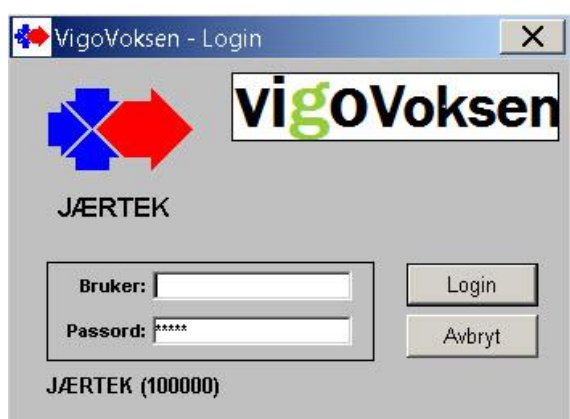 VigoVoksen - Login
vigoVoksen
JÆRTEK
Bruker:
Login
Passord: *****
Avbryt
JÆRTEK (100000)